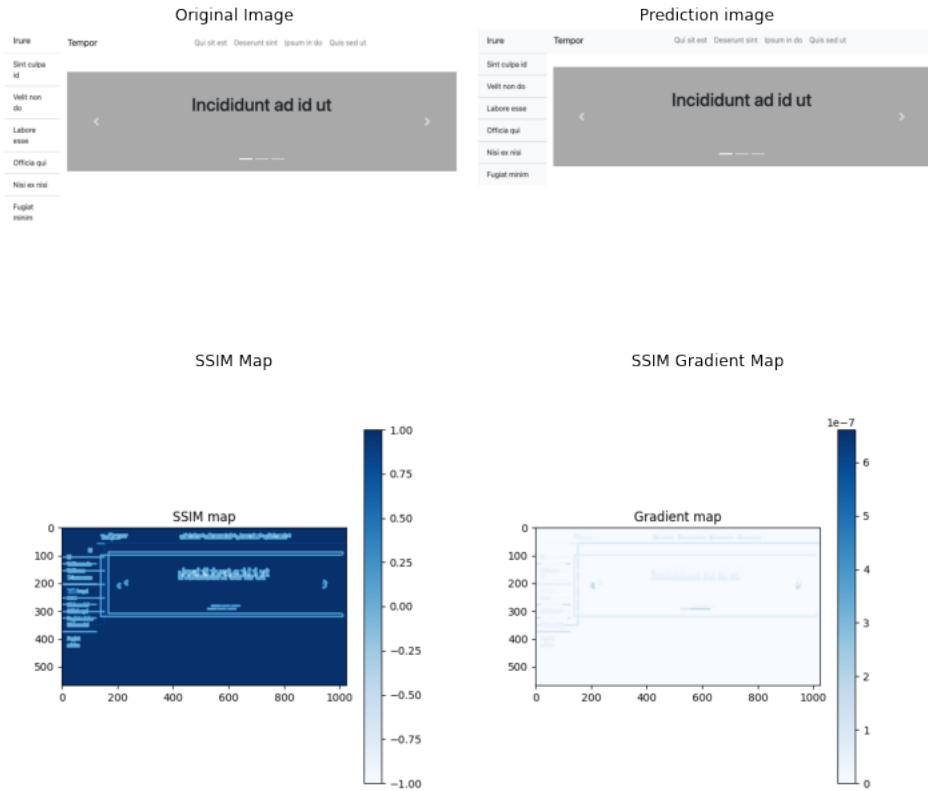 Original Image
Irure
Sint culpa
id
Velit non
do
Labore
esse
Officia qui
Nisi ex nisi
Fugiat
minim
Tempor
Qui sit est Deserunt sint Ipsum in do Quis sed ut
Incididunt ad id ut
Prediction image
Irure
Sint culpa id
Velit non do
Labore esse
Officia qui
Nisi ex nisi
Fugiat minim
Tempor
Qui sit est Deserunt sint Ipsum in do Quis sed ut
Incididunt ad id ut
SSIM Map
SSIM map
0
100
200
300
400
500
0 200 400 600 800 1000
1.00
0.75
0.50
0.25
0.00
−0.25
−0.50
−0.75
−1.00
SSIM Gradient Map
Gradient map
0
100
200
300
400
500
0 200 400 600 800 1000
1e−7
6
5
4
3
2
1
0